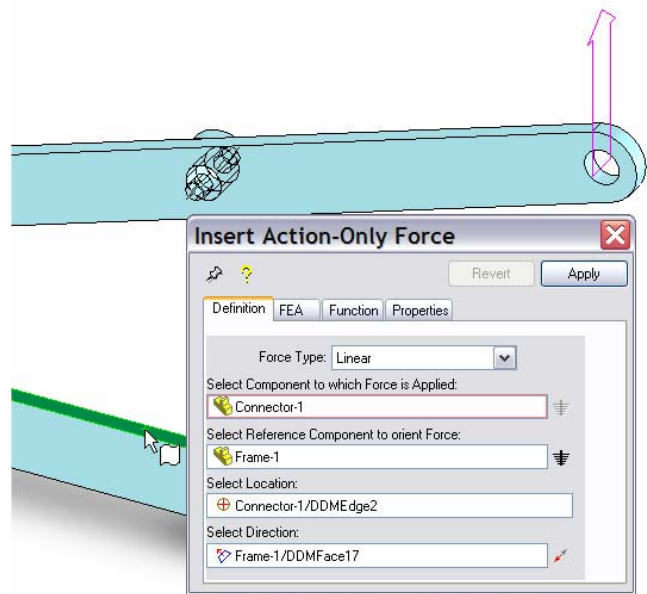 Insert Action-Only Force
? Revert Apply
Definition FEA Function Properties
Force Type: Linear
Select Component to which Force is Applied:
Connector-1
Select Reference Component to orient Force:
Frame-1
Select Location:
Connector-1/DDMEdge2
Select Direction:
Frame-1/DDMFace17